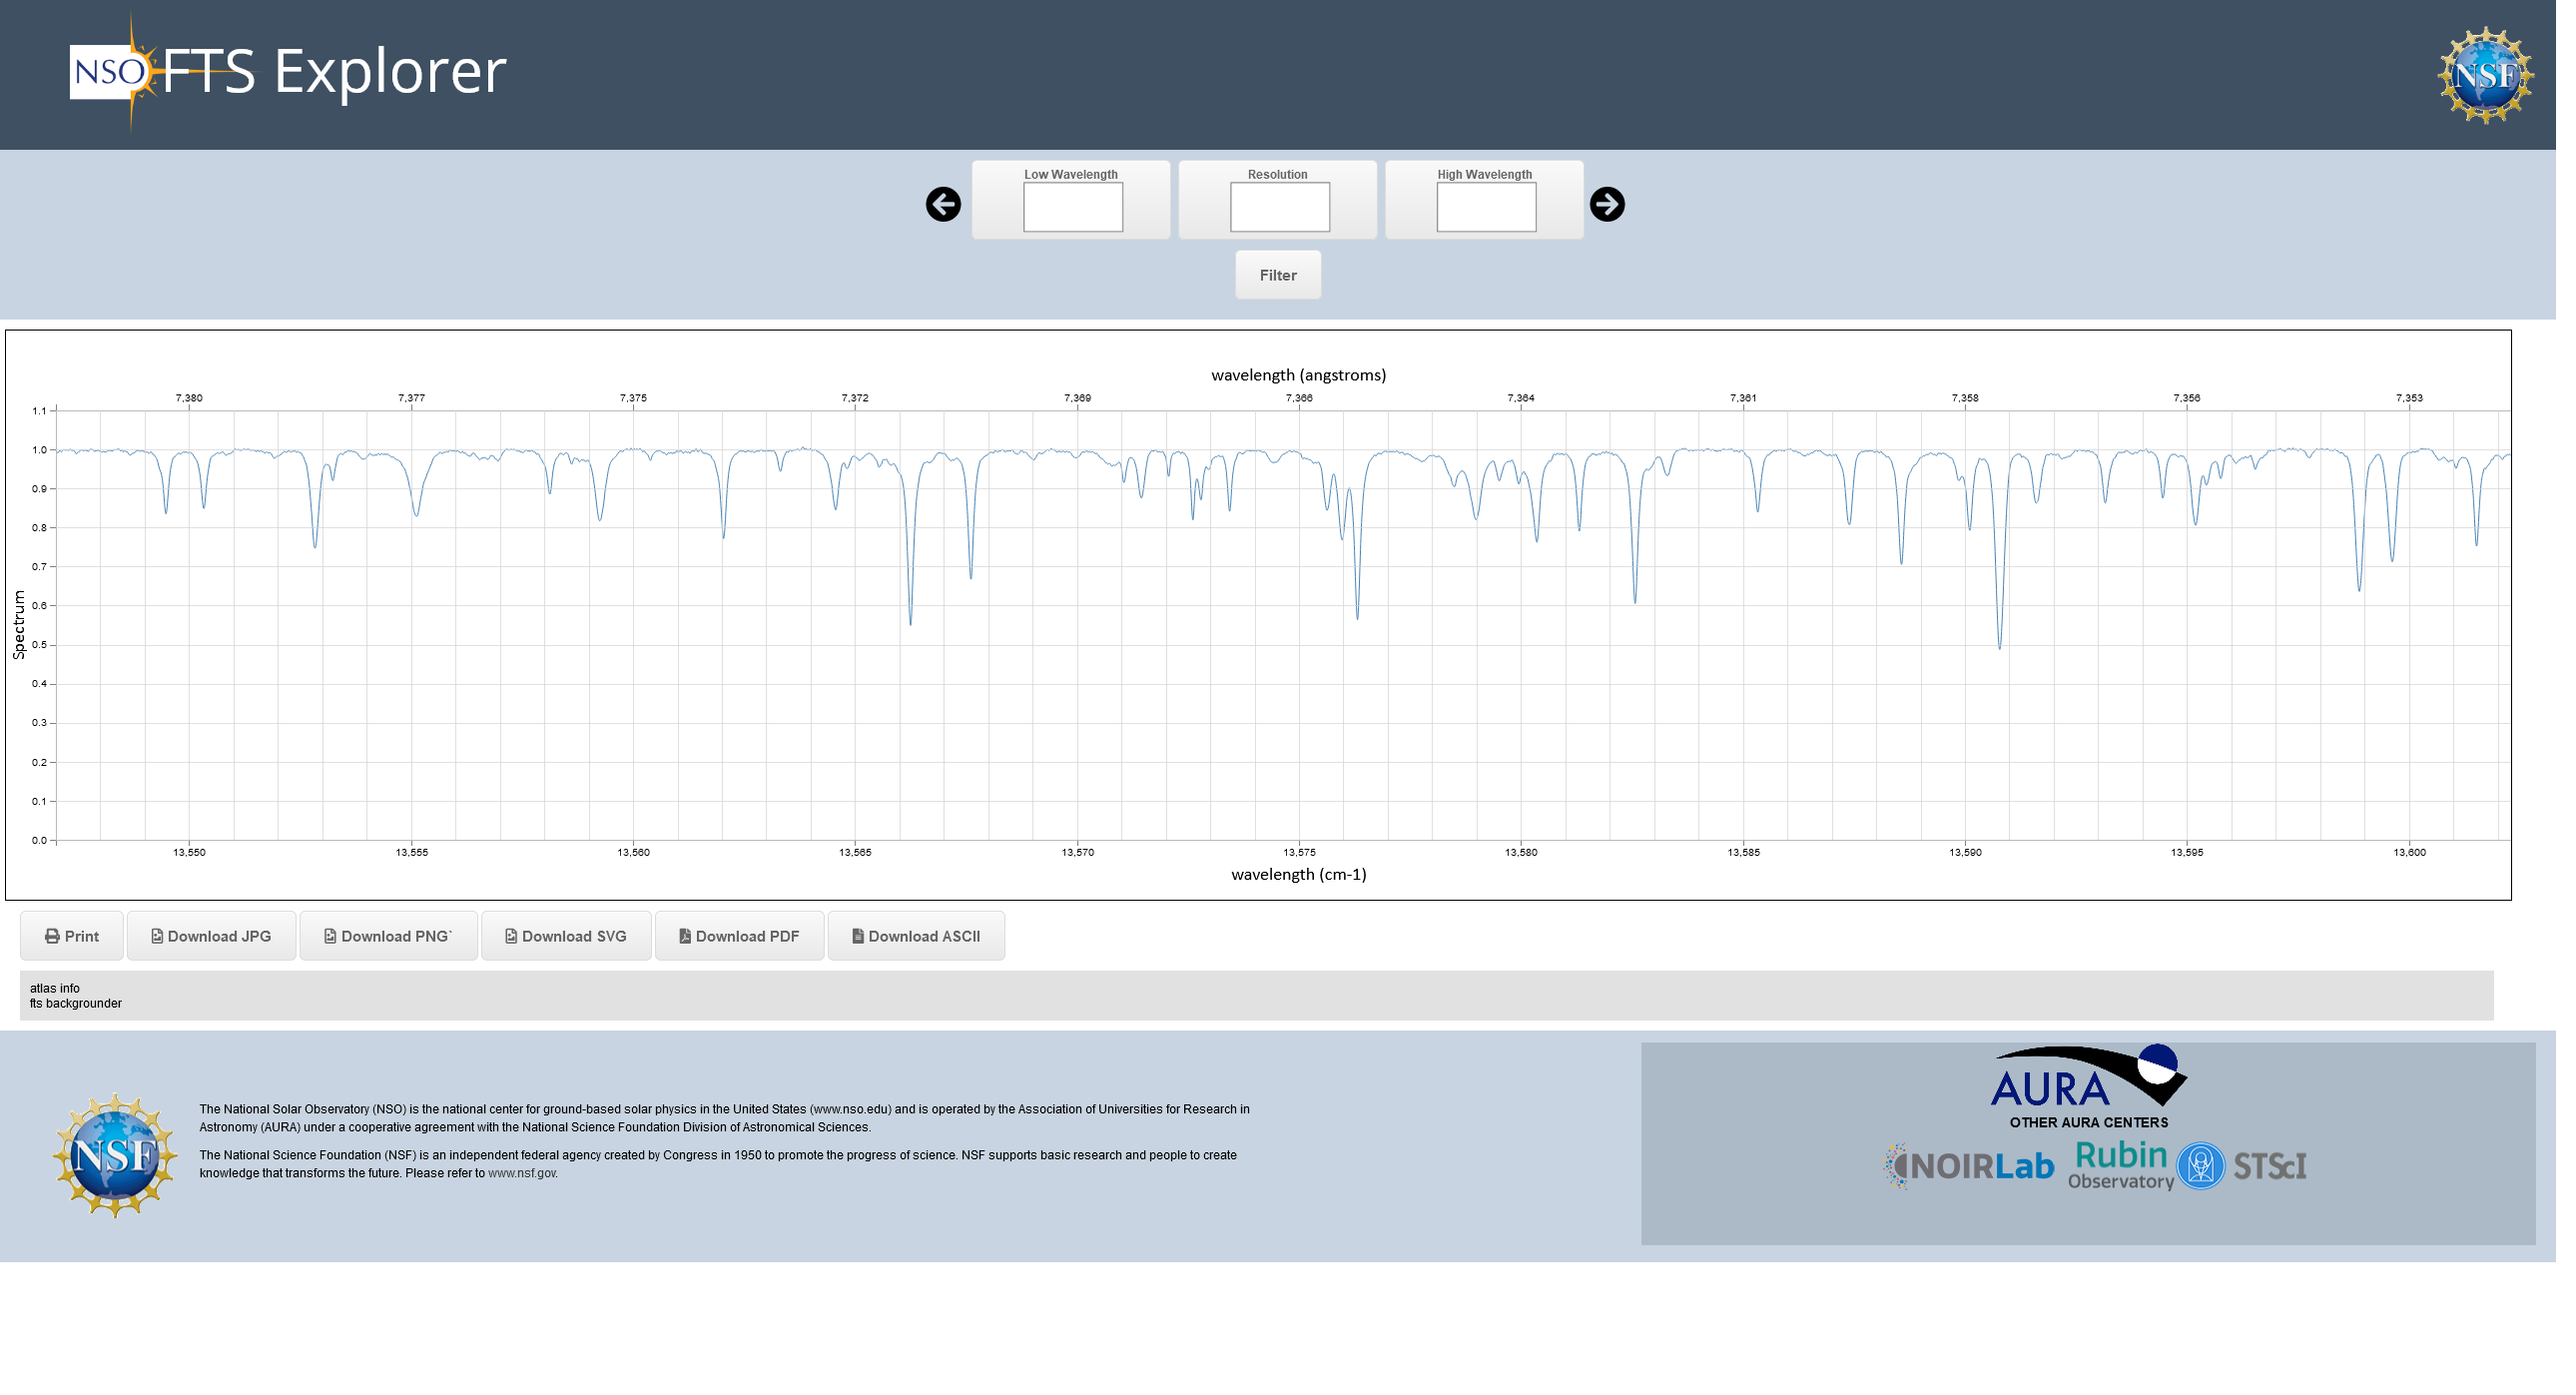 NSO FTS Explorer
NSF
Low Wavelength
Resolution
High Wavelength
Filter
wavelength (angstroms)
7,380 7,377 7,375 7,372 7,369 7,366 7,364 7,361 7,358 7,356 7,353
1.1
1.0
0.9
0.8
0.7
0.6
Spectrum
0.5
0.4
0.3
0.2
0.1
0.0
13,550 13,555 13,560 13,565 13,570 13,575 13,580 13,585 13,590 13,595 13,600
wavelength (cm-1)
Print Download JPG Download PNG` Download SVG Download PDF Download ASCII
atlas info
fts backgrounder
NSF
The National Solar Observatory (NSO) is the national center for ground-based solar physics in the United States (www.nso.edu) and is operated by the Association of Universities for Research in
Astronomy (AURA) under a cooperative agreement with the National Science Foundation Division of Astronomical Sciences.
The National Science Foundation (NSF) is an independent federal agency created by Congress in 1950 to promote the progress of science. NSF supports basic research and people to create
knowledge that transforms the future. Please refer to www.nsf.gov.
AURA
OTHER AURA CENTERS
NOIRLab
Rubin
Observatory
STScI